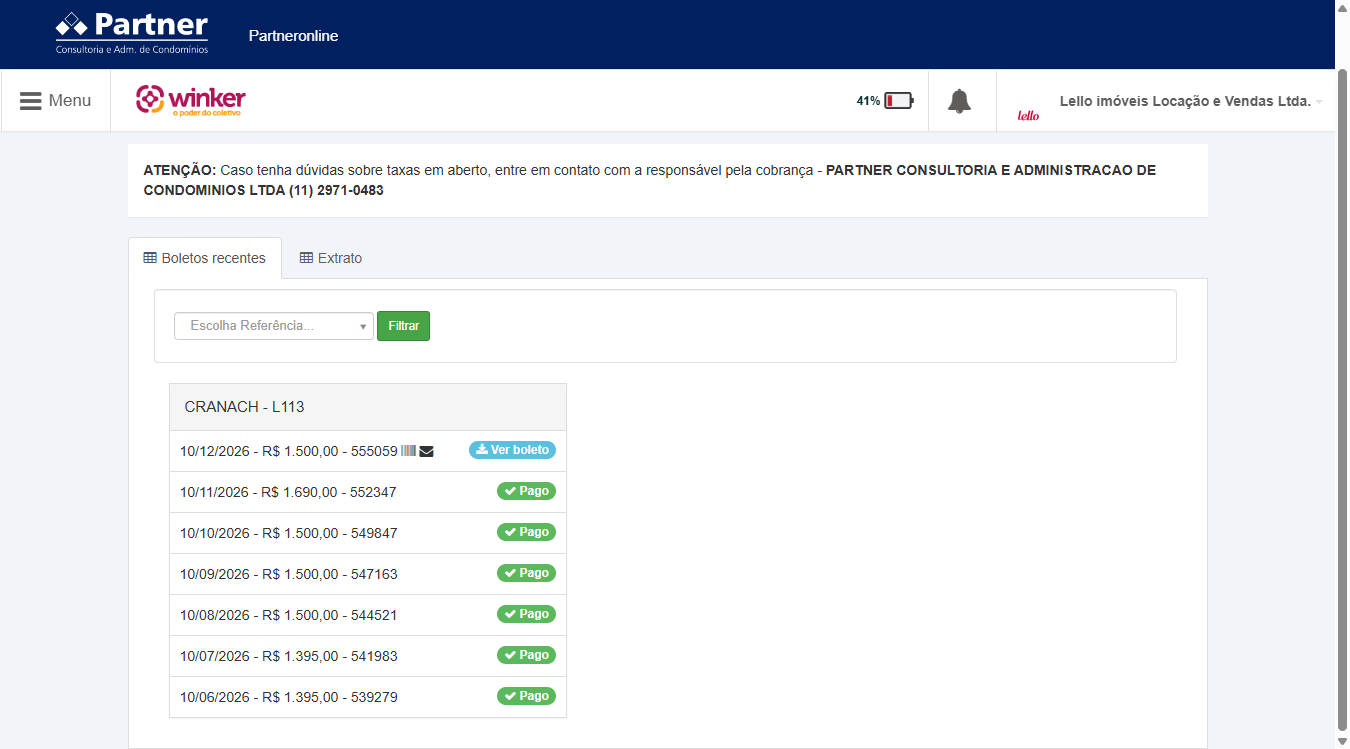 Partner
Consultoria e Adm. de Condomínios
Partneronline
Menu
winker
o poder do coletivo
41%
lello
Lello imóveis Locação e Vendas Ltda.
ATENÇÃO: Caso tenha dúvidas sobre taxas em aberto, entre em contato com a responsável pela cobrança - PARTNER CONSULTORIA E ADMINISTRACAO DE
CONDOMINIOS LTDA (11) 2971-0483
Boletos recentes
Extrato
Escolha Referência...
Filtrar
CRANACH - L113
10/12/2026 - R$ 1.500,00 - 555059 Ver boleto
10/11/2026 - R$ 1.690,00 - 552347 Pago
10/10/2026 - R$ 1.500,00 - 549847 Pago
10/09/2026 - R$ 1.500,00 - 547163 Pago
10/08/2026 - R$ 1.500,00 - 544521 Pago
10/07/2026 - R$ 1.395,00 - 541983 Pago
10/06/2026 - R$ 1.395,00 - 539279 Pago